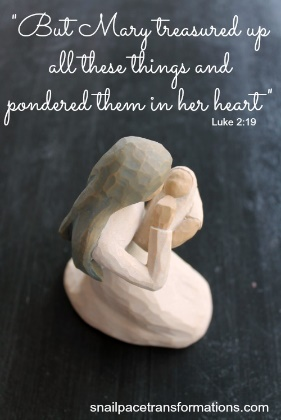 "But Mary treasured up
all these things and
pondered them in her heart"
Luke 2:19
snailpacetransformations.com